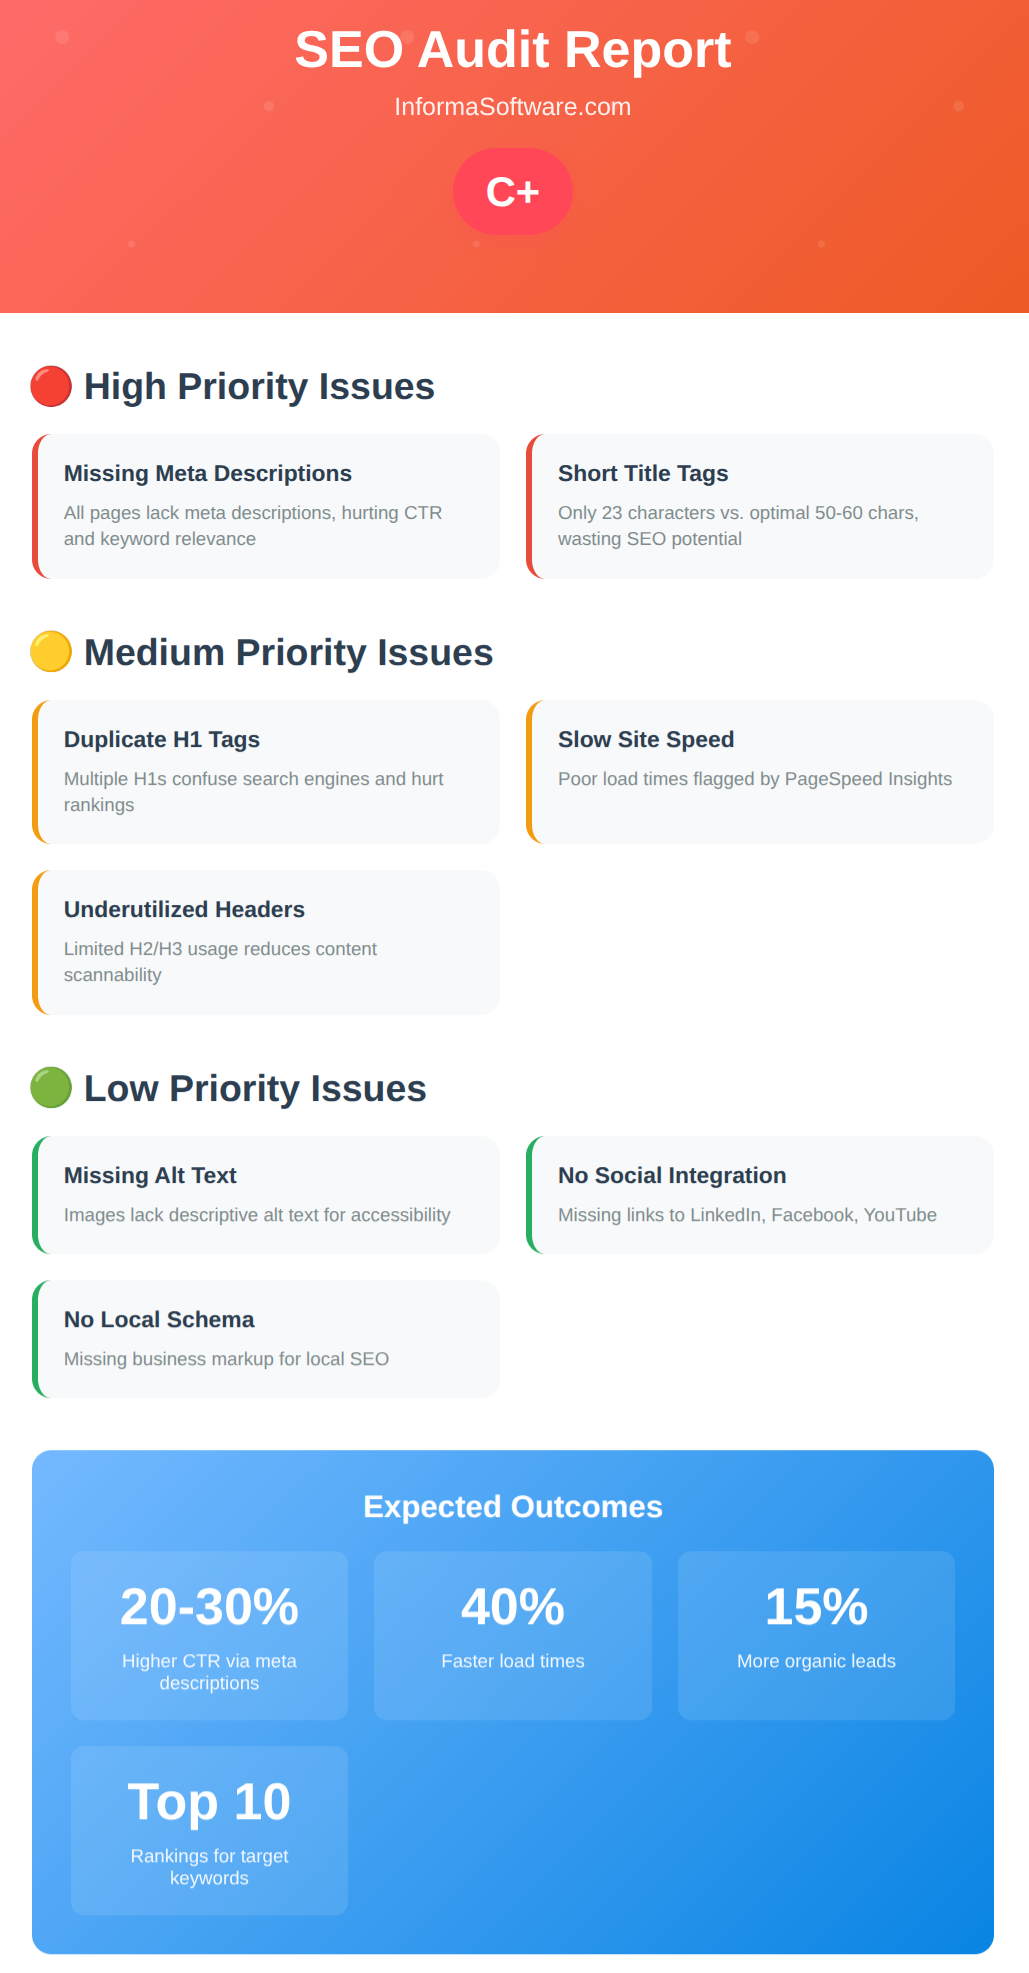 SEO Audit Report
InformaSoftware.com
C+
High Priority Issues
Missing Meta Descriptions
All pages lack meta descriptions, hurting CTR
and keyword relevance
Short Title Tags
Only 23 characters vs. optimal 50-60 chars,
wasting SEO potential
Medium Priority Issues
Duplicate H1 Tags
Multiple H1s confuse search engines and hurt
rankings
Slow Site Speed
Poor load times flagged by PageSpeed Insights
Underutilized Headers
Limited H2/H3 usage reduces content
scannability
Low Priority Issues
Missing Alt Text
Images lack descriptive alt text for accessibility
No Social Integration
Missing links to LinkedIn, Facebook, YouTube
No Local Schema
Missing business markup for local SEO
Expected Outcomes
20-30%
Higher CTR via meta
descriptions
40%
Faster load times
15%
More organic leads
Top 10
Rankings for target
keywords